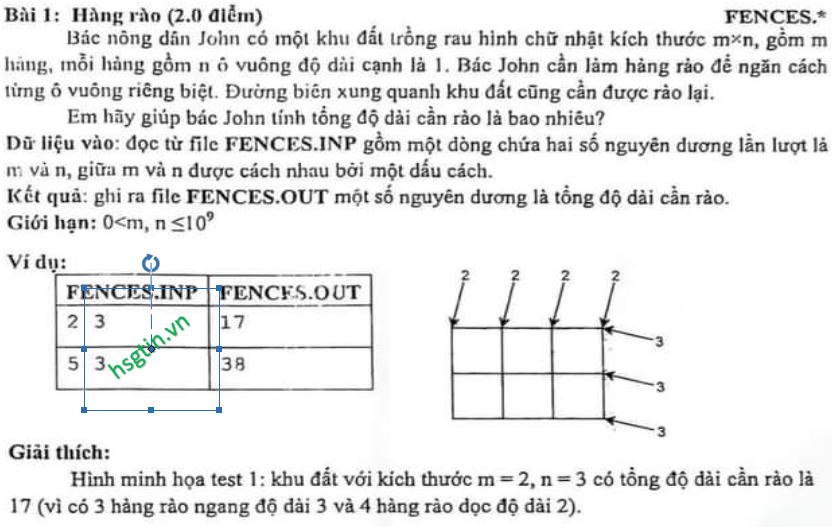 Bài 1: Hàng rào (2.0 điểm) FENCES.*
Bác nông dân John có một khu đất trồng rau hình chữ nhật kích thước m×n, gồm m
hàng, mỗi hàng gồm n ô vuông độ dài cạnh là 1. Bác John cần làm hàng rào để ngăn cách
từng ô vuông riêng biệt. Đường biên xung quanh khu đất cũng cần được rào lại.
Em hãy giúp bác John tính tổng độ dài cần rào là bao nhiêu?
Dữ liệu vào: đọc từ file FENCES.INP gồm một dòng chứa hai số nguyên dương lần lượt là
m và n, giữa m và n được cách nhau bởi một dấu cách.
Kết quả: ghi ra file FENCES.OUT một số nguyên dương là tổng độ dài cần rào.
Giới hạn: 0<m, n ≤10⁹
Ví dụ:
FENCES.INP FENCES.OUT
2 3 17
5 3 38
hsgtin.vn
2 2 2 2
3
3
3
Giải thích:
Hình minh họa test 1: khu đất với kích thước m = 2, n = 3 có tổng độ dài cần rào là
17 (vì có 3 hàng rào ngang độ dài 3 và 4 hàng rào dọc độ dài 2).